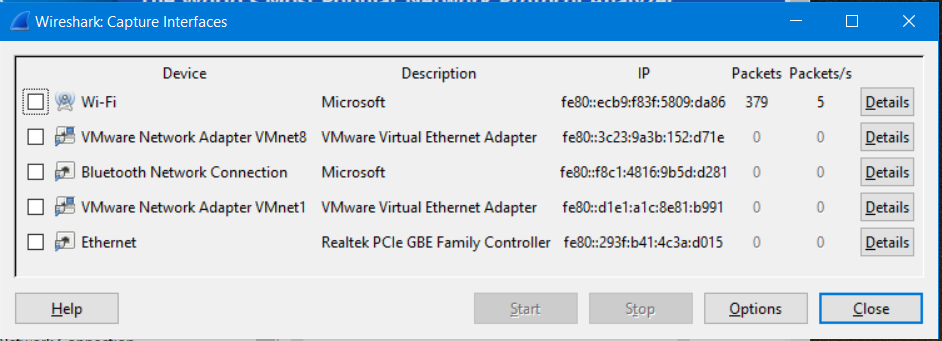 Wireshark: Capture Interfaces
Device Description IP Packets Packets/s
Wi-Fi Microsoft fe80::ecb9:f83f:5809:da86 379 5 Details
VMware Network Adapter VMnet8 VMware Virtual Ethernet Adapter fe80::3c23:9a3b:152:d71e 0 0 Details
Bluetooth Network Connection Microsoft fe80::f8c1:4816:9b5d:d281 0 0 Details
VMware Network Adapter VMnet1 VMware Virtual Ethernet Adapter fe80::d1e1:a1c:8e81:b991 0 0 Details
Ethernet Realtek PCIe GBE Family Controller fe80::293f:b41:4c3a:d015 0 0 Details
Help Start Stop Options Close